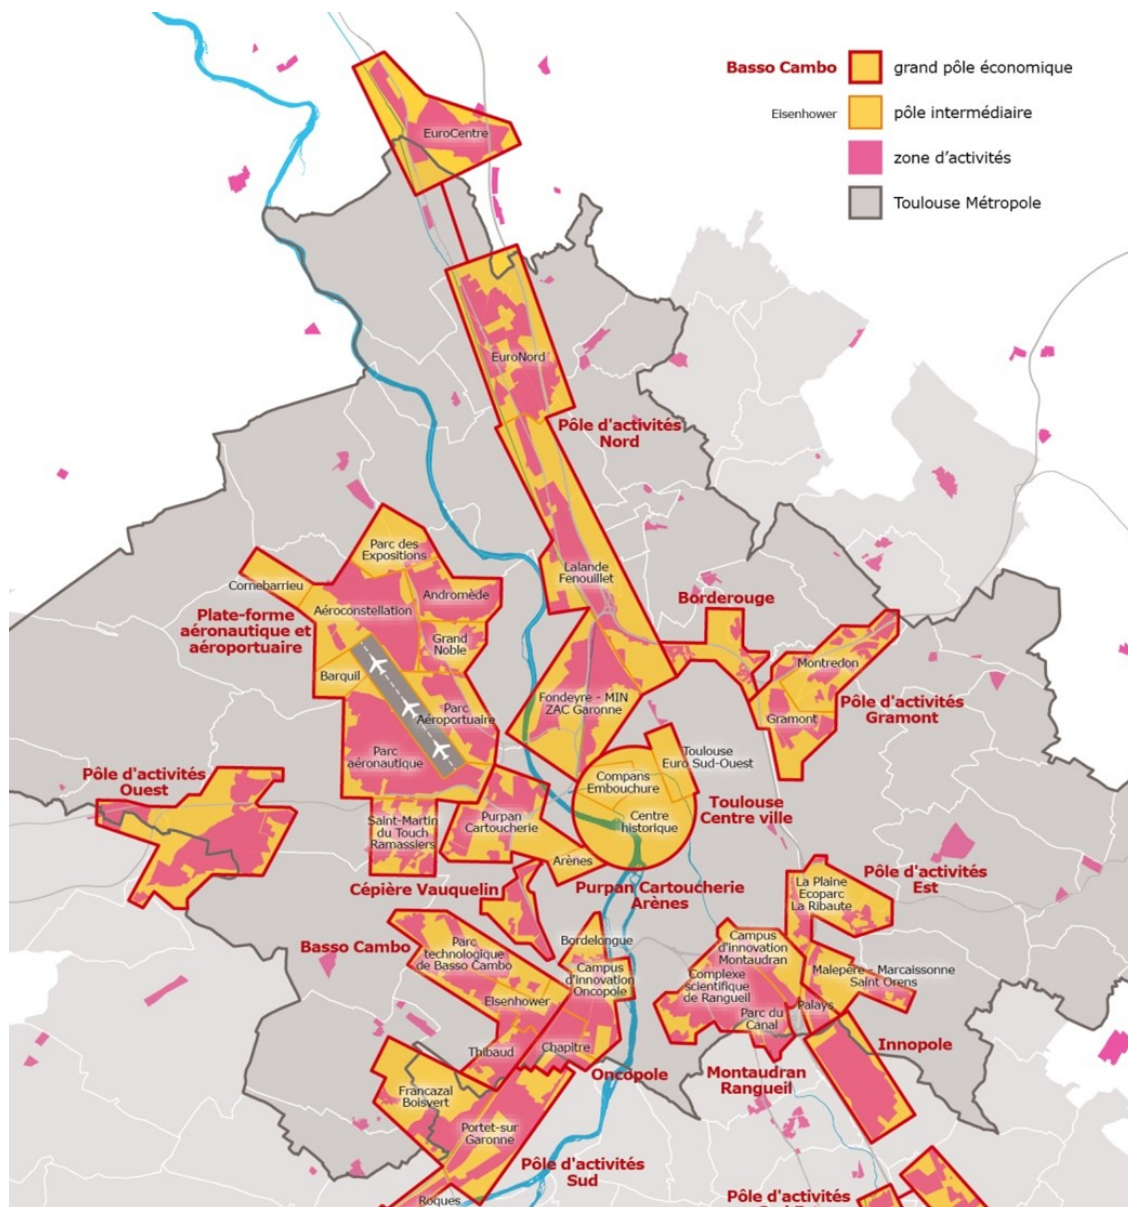 Basso Cambo
grand pôle économique
Eisenhower
pôle intermédiaire
zone d'activités
Toulouse Métropole
EuroCentre
EuroNord
Pôle d'activités
Nord
Parc des
Expositions
Cornebarrieu
Aéroconstellation
Andromède
Lalande
Fenouillet
Plate-forme
aéronautique et
aéroportuaire
Grand
Noble
Borderouge
Barquil
Montredon
Fondeyre - MIN
ZAC Garonne
Parc
Aéroportuaire
Gramont
Pôle d'activités
Gramont
Parc
aéronautique
Toulouse
Euro Sud-Ouest
Pôle d'activités
Ouest
Compans
Embouchure
Saint-Martin
du Touch
Ramassiers
Purpan
Cartoucherie
Centre
historique
Toulouse
Centre ville
Arènes
Cépière Vauquelin
Purpan Cartoucherie
Arènes
La Plaine
Ecoparc
La Ribaute
Pôle d'activités
Est
Basso Cambo
Parc
technologique
de Basso Cambo
Bordelongue
Campus
d'innovation
Montaudran
Campus
d'innovation
Oncopole
Complexe
scientifique
de Rangueil
Malepère - Marcaissonne
Saint Orens
Eisenhower
Palays
Parc du
Canal
Thibaud
Chapitre
Oncopole
Montaudran
Rangueil
Innopole
Francazal
Boisvert
Portet-sur
Garonne
Pôle d'activités
Sud
Roques
Pôle d'activités